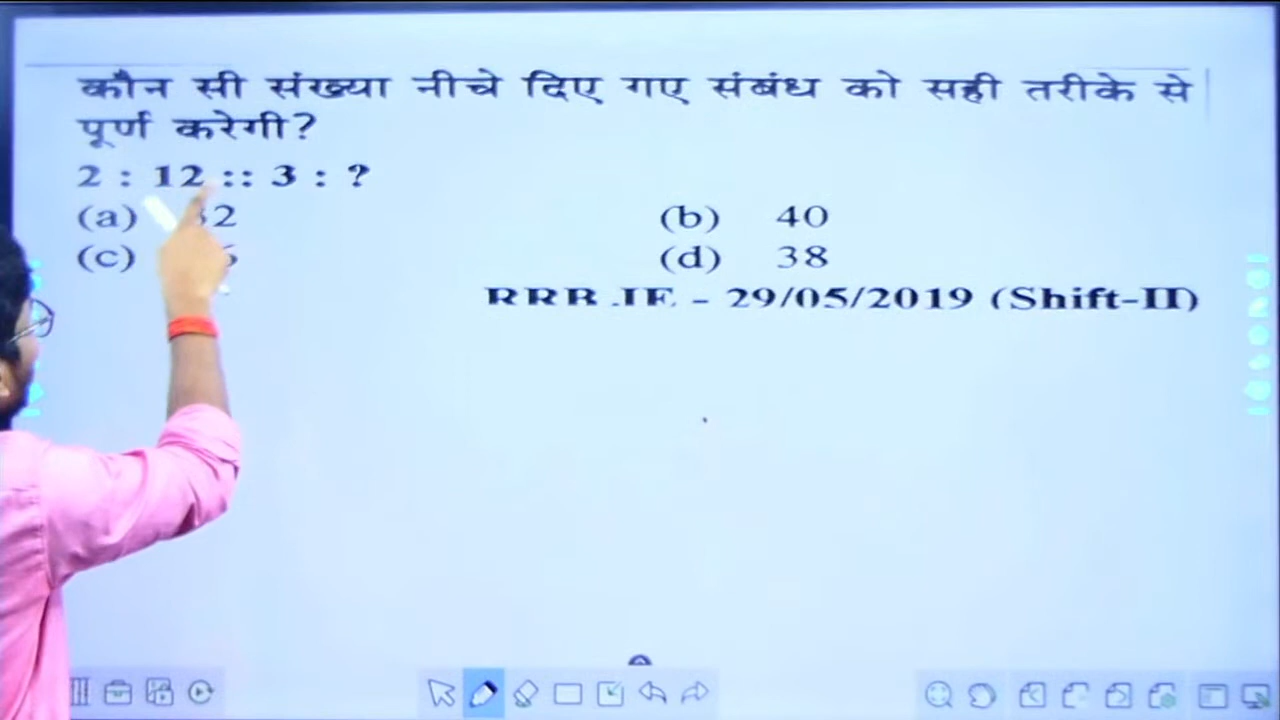 कौन सी संख्या नीचे दिए गए संबंध को सही तरीके से
पूर्ण करेगी?
2 : 12 :: 3 : ?
(a)
(b) 40
(c)
(d) 38
RRB JE - 29/05/2019 (Shift-II)